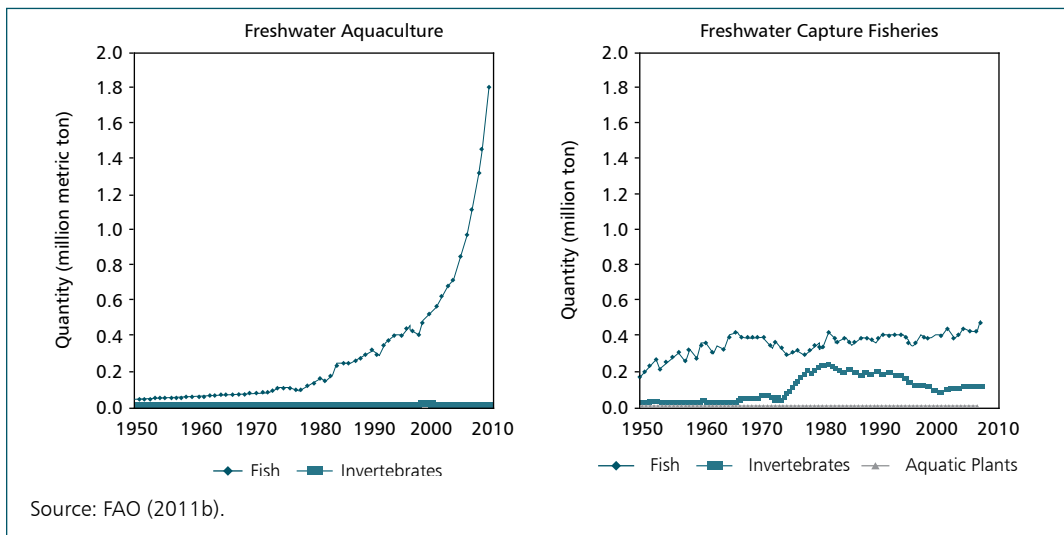 Freshwater Aquaculture
Quantity (million metric ton)
2.0
1.8
1.6
1.4
1.2
1.0
0.8
0.6
0.4
0.2
0.0
1950 1960 1970 1980 1990 2000 2010
Fish Invertebrates
Freshwater Capture Fisheries
Quantity (million ton)
2.0
1.8
1.6
1.4
1.2
1.0
0.8
0.6
0.4
0.2
0.0
1950 1960 1970 1980 1990 2000 2010
Fish Invertebrates Aquatic Plants
Source: FAO (2011b).